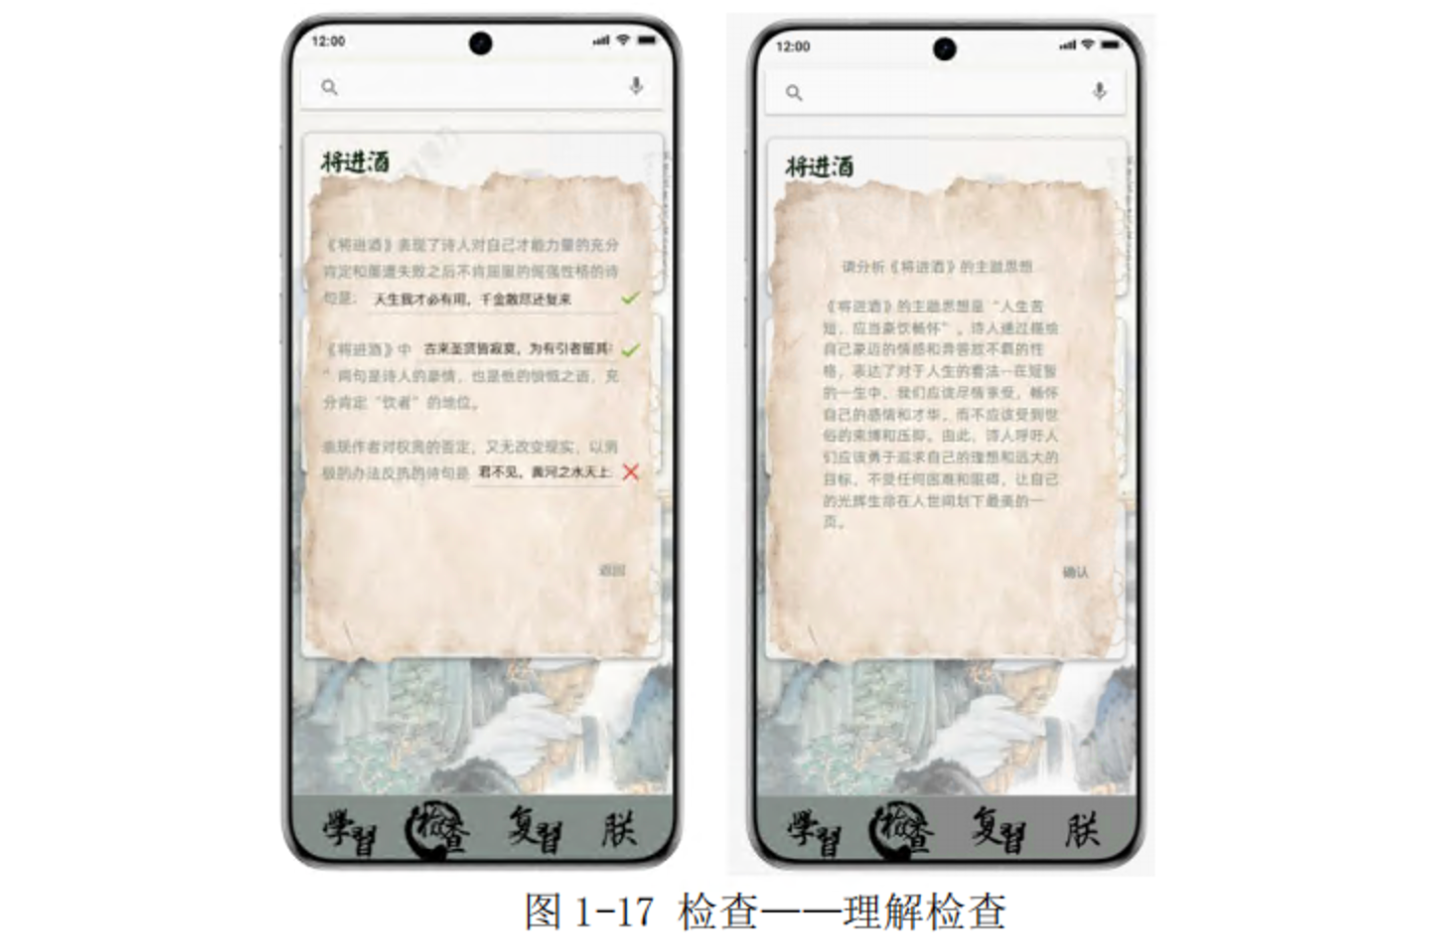 12:00
将进酒
《将进酒》表现了诗人对自己才能力量的充分
肯定和屡遭失败之后不肯屈服的倔强性格的诗
句是: 天生我才必有用，千金散尽还复来
《将进酒》中 古来圣贤皆寂寞，为有引者留其
” 两句是诗人的豪情，也是他的愤慨之语，充
分肯定“饮者”的地位。
表现作者对权贵的否定，又无改变现实，以消
极的办法反抗的诗句是 君不见，黄河之水天上
返回
学習
检查
复習
朕
12:00
将进酒
请分析《将进酒》的主题思想
《将进酒》的主题思想是“人生苦
短，应当豪饮畅怀”。诗人通过描绘
自己豪迈的情感和奔答放不羁的性
格，表达了对于人生的看法--在短暂
的一生中，我们应该尽情享受，畅怀
自己的感情和才华，而不应该受到世
俗的束缚和压抑。由此，诗人呼吁人
们应该勇于追求自己的理想和远大的
目标，不受任何困难和阻碍，让自己
的光辉生命在人世间划下最美的一
页。
确认
学習
检查
复習
朕
图 1-17 检查——理解检查